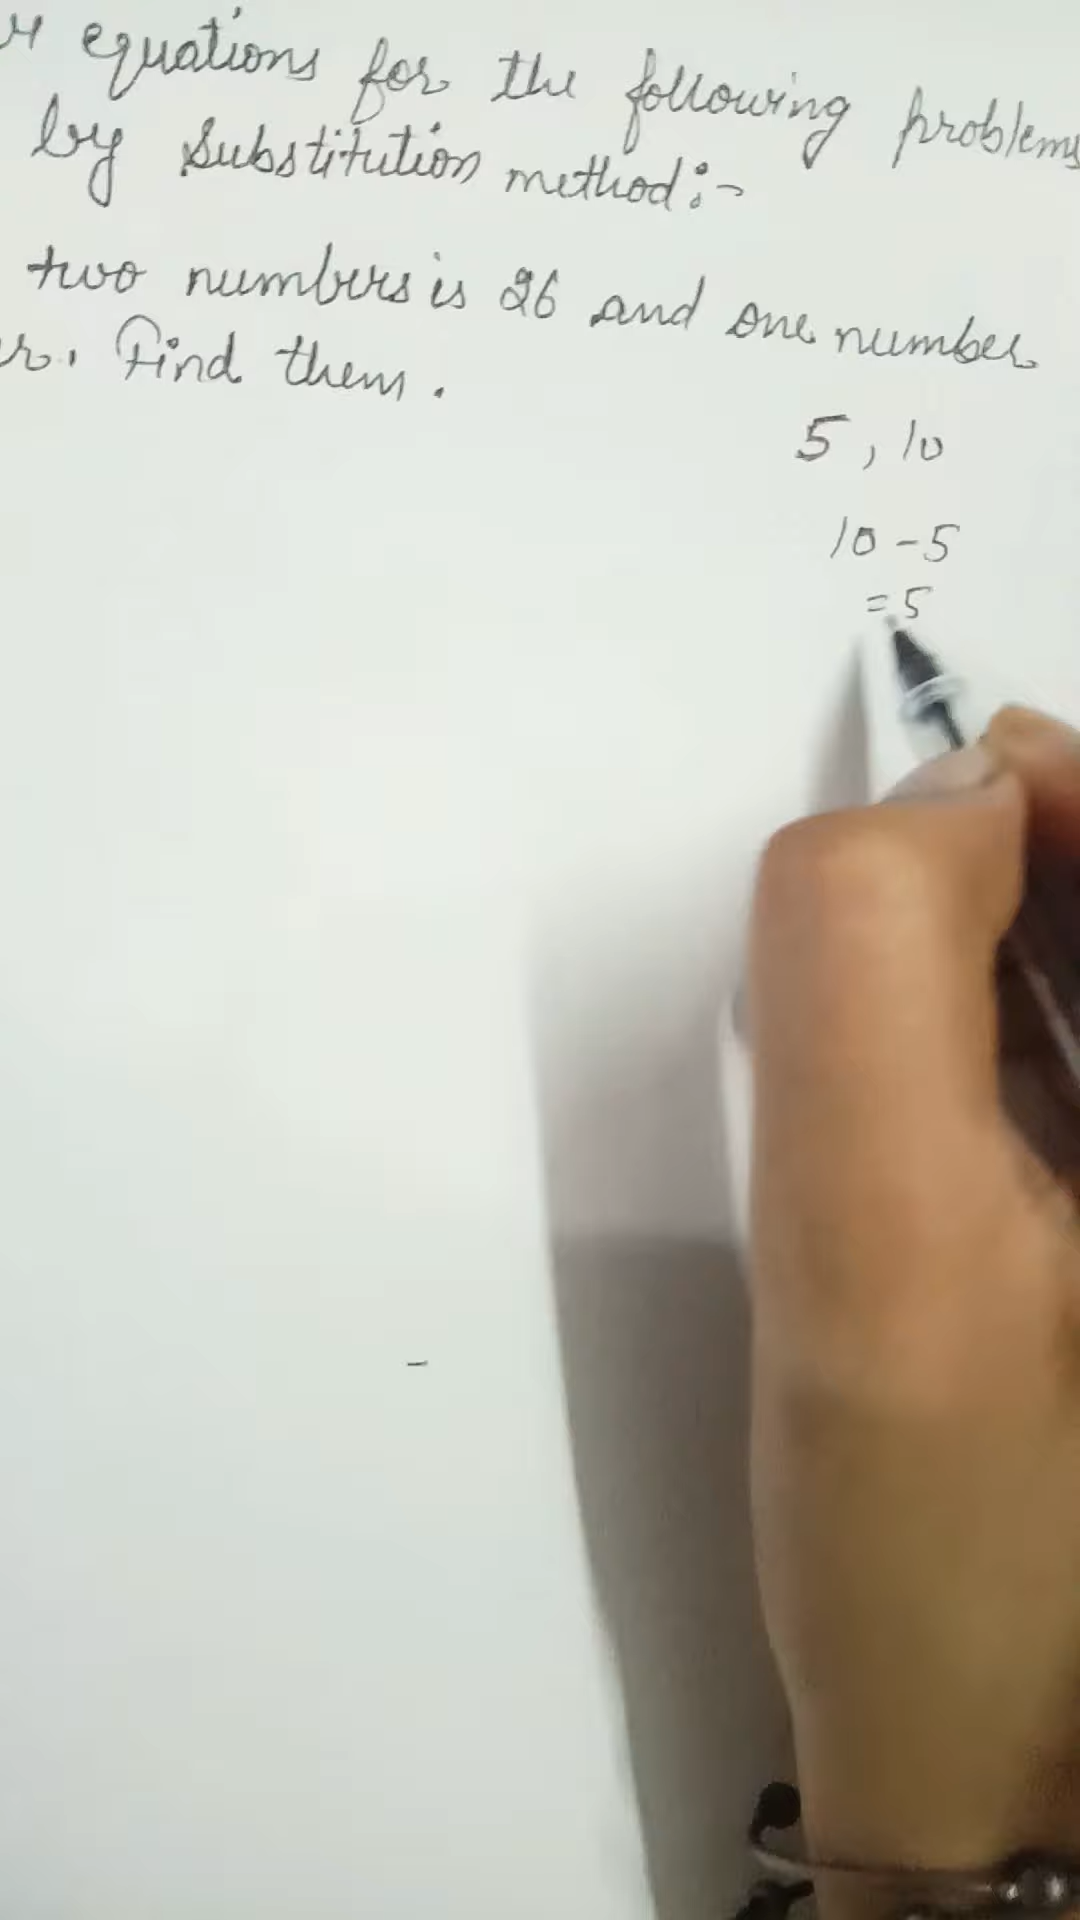 equations for the following problems
by substitution method:-
two numbers is 26 and one number
r. Find them.
5, 10
10 - 5
= 5
-